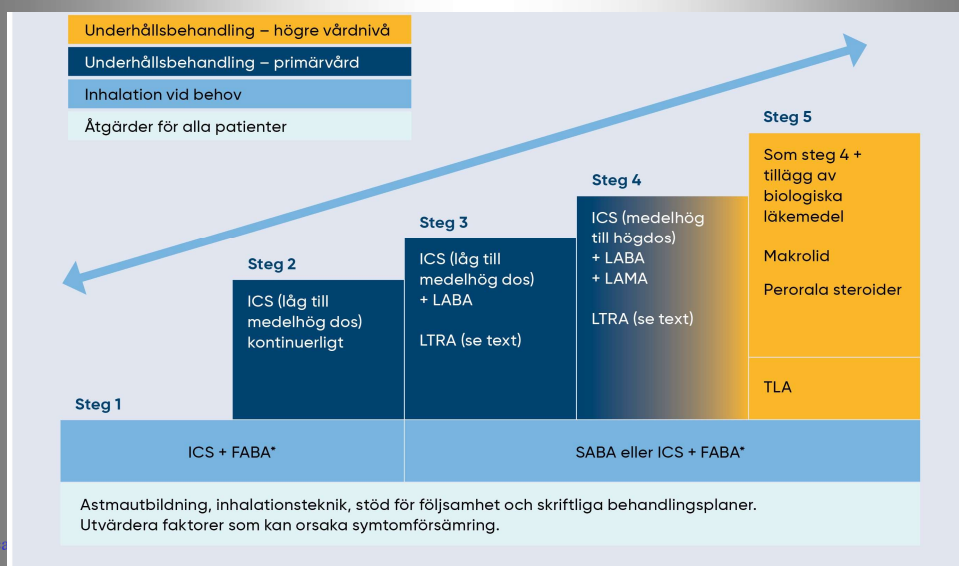 Underhållsbehandling – högre vårdnivå
Underhållsbehandling – primärvård
Inhalation vid behov
Åtgärder för alla patienter
Steg 1
Steg 2
ICS (låg till
medelhög dos)
kontinuerligt
Steg 3
ICS (låg till
medelhög dos)
+ LABA
LTRA (se text)
Steg 4
ICS (medelhög
till högdos)
+ LABA
+ LAMA
LTRA (se text)
Steg 5
Som steg 4 +
tillägg av
biologiska
läkemedel
Makrolid
Perorala steroider
TLA
ICS + FABA*
SABA eller ICS + FABA*
Astmautbildning, inhalationsteknik, stöd för följsamhet och skriftliga behandlingsplaner.
Utvärdera faktorer som kan orsaka symtomförsämring.